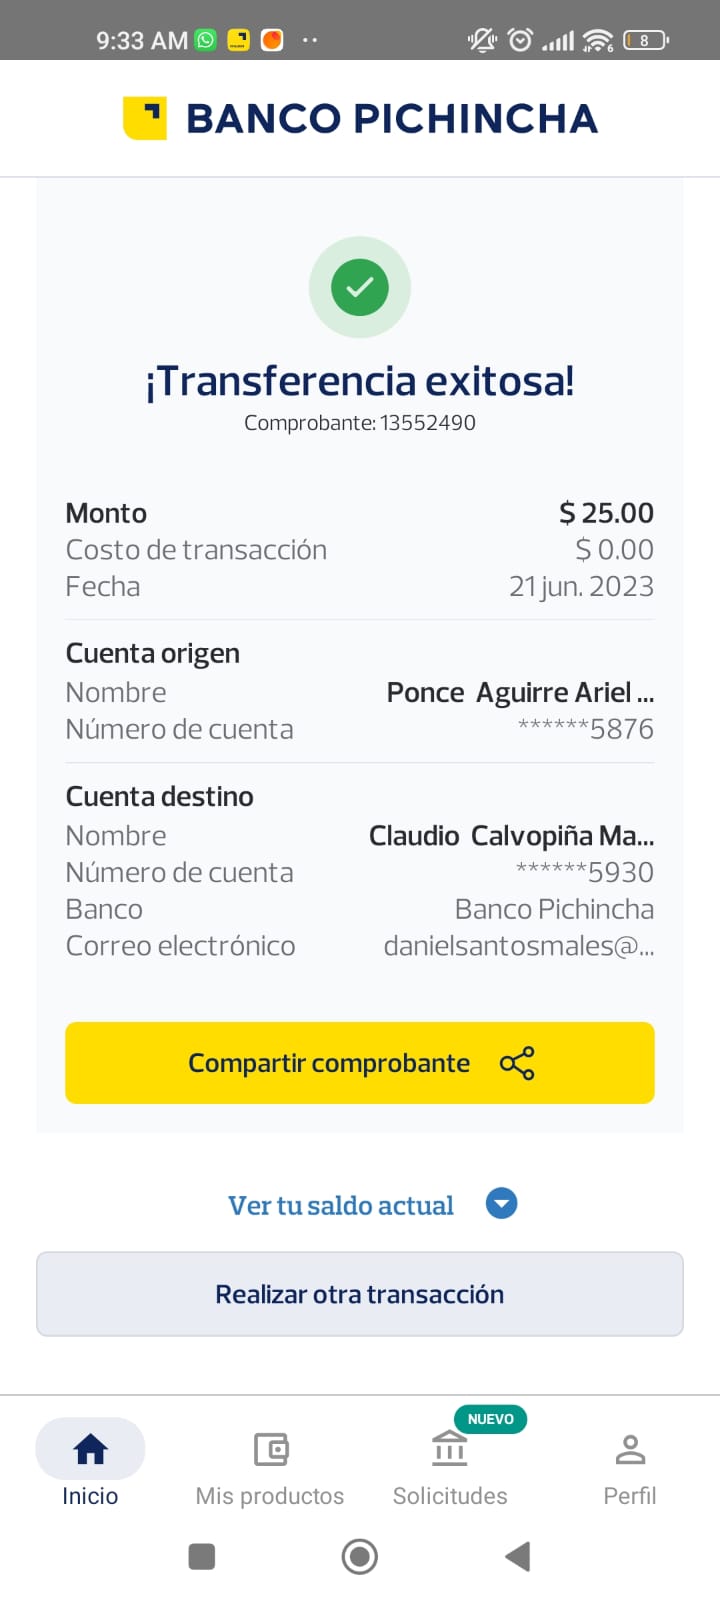 9:33 AM
8
BANCO PICHINCHA
¡Transferencia exitosa!
Comprobante: 13552490
Monto $ 25.00
Costo de transacción $ 0.00
Fecha 21 jun. 2023
Cuenta origen
Nombre Ponce Aguirre Ariel ...
Número de cuenta ******5876
Cuenta destino
Nombre Claudio Calvopiña Ma...
Número de cuenta ******5930
Banco Banco Pichincha
Correo electrónico danielsantosmales@...
Compartir comprobante
Ver tu saldo actual
Realizar otra transacción
NUEVO
Inicio Mis productos Solicitudes Perfil